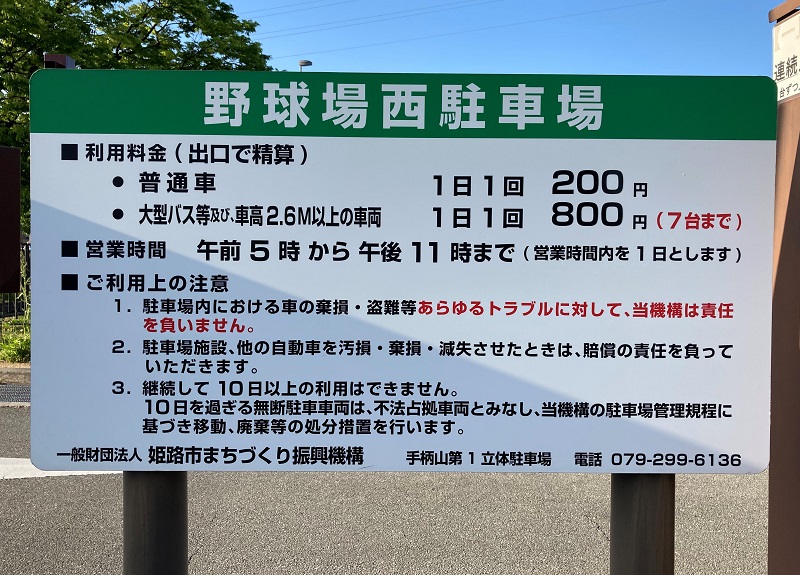 野球場西駐車場
■ 利用料金 ( 出口で精算 )
● 普通車 1日1回 200 円
● 大型バス等及び、車高 2.6M以上の車両 1日1回 800 円 ( 7台まで )
■ 営業時間 午前 5 時 から 午後 11 時まで ( 営業時間内を 1 日とします )
■ ご利用上の注意
1. 駐車場内における車の棄損・盗難等あらゆるトラブルに対して、当機構は責任
を負いません。
2. 駐車場施設、他の自動車を汚損・棄損・滅失させたときは、賠償の責任を負って
いただきます。
3. 継続して 10日以上の利用はできません。
10日を過ぎる無断駐車車両は、不法占拠車両とみなし、当機構の駐車場管理規程に
基づき移動、廃棄等の処分措置を行います。
一般財団法人 姫路市まちづくり振興機構 手柄山第1立体駐車場 電話 079-299-6136
連続
台ずつ